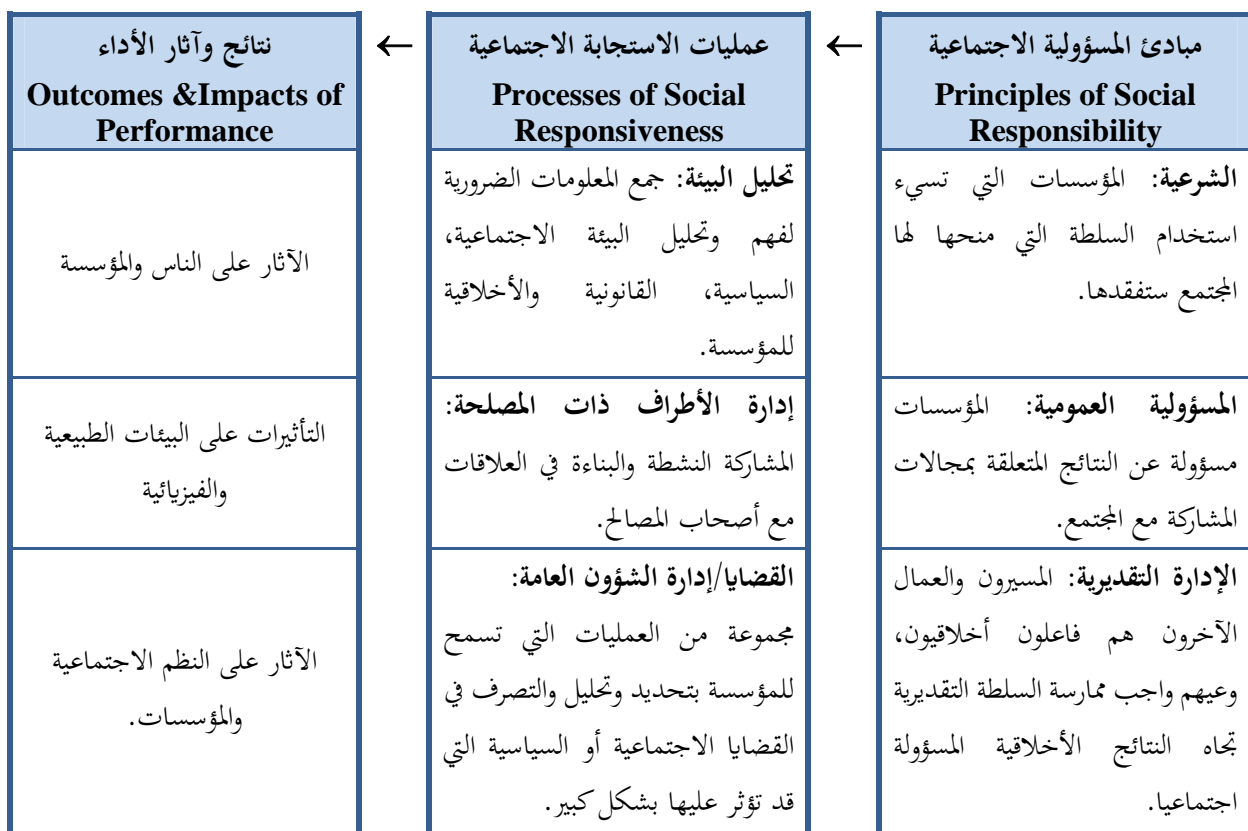 مبادئ المسؤولية الاجتماعية
Principles of Social
Responsibility
←
عمليات الاستجابة الاجتماعية
Processes of Social
Responsiveness
←
نتائج وآثار الأداء
Outcomes &Impacts of
Performance
الشرعية: المؤسسات التي تسيء
استخدام السلطة التي منحها لها
المجتمع ستفقدها.
تحليل البيئة: جمع المعلومات الضرورية
لفهم وتحليل البيئة الاجتماعية،
السياسية، القانونية والأخلاقية
للمؤسسة.
الآثار على الناس والمؤسسة
المسؤولية العمومية: المؤسسات
مسؤولة عن النتائج المتعلقة بمجالات
المشاركة مع المجتمع.
إدارة الأطراف ذات المصلحة:
المشاركة النشطة والبناءة في العلاقات
مع أصحاب المصالح.
التأثيرات على البيئات الطبيعية
والفيزيائية
الإدارة التقديرية: المسيرون والعمال
الآخرون هم فاعلون أخلاقيون،
وعيهم واجب ممارسة السلطة التقديرية
تجاه النتائج الأخلاقية المسؤولة
اجتماعيا.
القضايا/إدارة الشؤون العامة:
مجموعة من العمليات التي تسمح
للمؤسسة بتحديد وتحليل والتصرف في
القضايا الاجتماعية أو السياسية التي
قد تؤثر عليها بشكل كبير.
الآثار على النظم الاجتماعية
والمؤسسات.